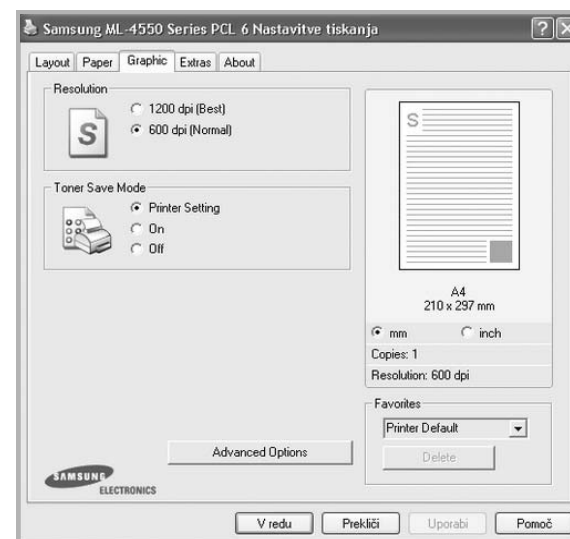 Samsung ML-4550 Series PCL 6 Nastavitve tiskanja
Layout Paper Graphic Extras About
Resolution
1200 dpi (Best)
600 dpi (Normal)
S
Toner Save Mode
Printer Setting
On
Off
Advanced Options
SAMSUNG
ELECTRONICS
S
A4
210 x 297 mm
mm inch
Copies: 1
Resolution: 600 dpi
Favorites
Printer Default
Delete
V redu Prekliči Uporabi Pomoč